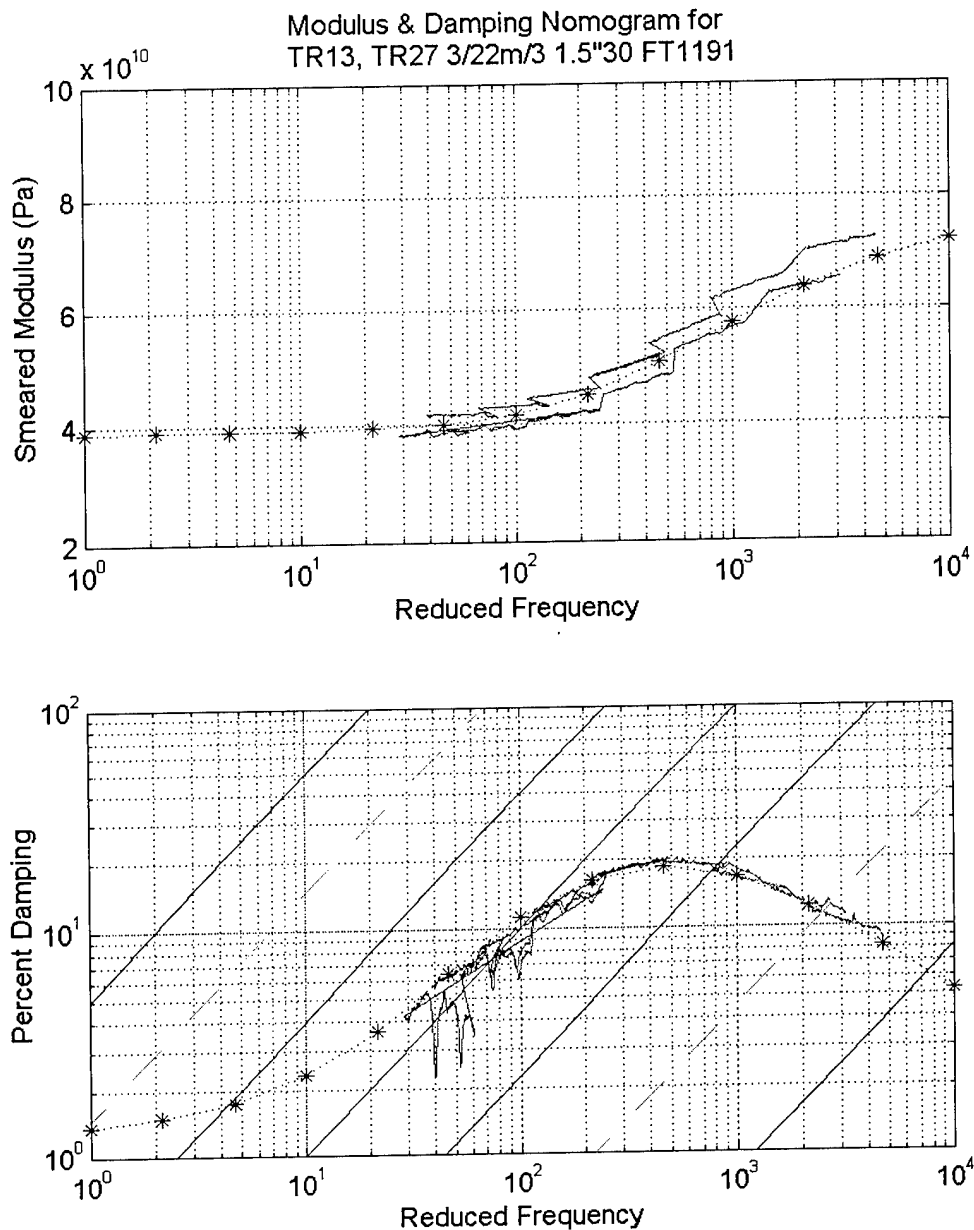 Modulus & Damping Nomogram for
TR13, TR27 3/22m/3 1.5"30 FT1191
x 10^10
10
8
6
4
2
Smeared Modulus (Pa)
10^0
10^1
10^2
10^3
10^4
Reduced Frequency
10^2
10^1
10^0
Percent Damping
10^0
10^1
10^2
10^3
10^4
Reduced Frequency